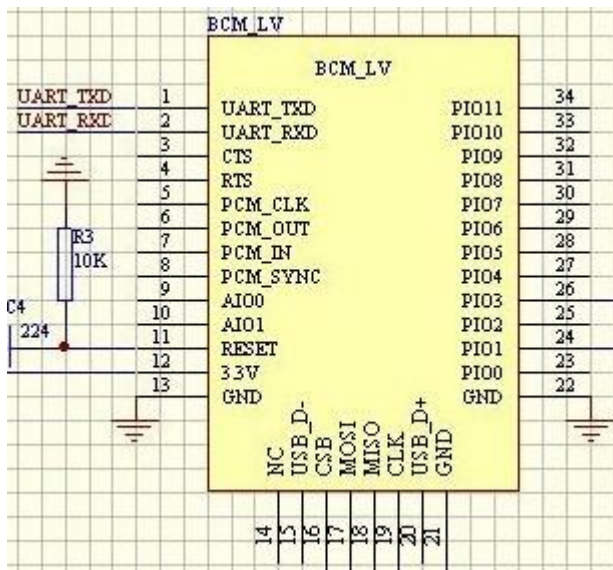 BCM_LV
BCM_LV
UART_TXD 1 UART_TXD PIO11 34
UART_RXD 2 UART_RXD PIO10 33
3 CTS PIO9 32
4 RTS PIO8 31
5 PCM_CLK PIO7 30
6 PCM_OUT PIO6 29
R3 7 PCM_IN PIO5 28
10K 8 PCM_SYNC PIO4 27
C4 9 AIO0 PIO3 26
224 10 AIO1 PIO2 25
11 RESET PIO1 24
12 3.3V PIO0 23
13 GND GND 22
NC USB_D- CSB MOSI MISO CLK USB_D+ GND
14 15 16 17 18 19 20 21